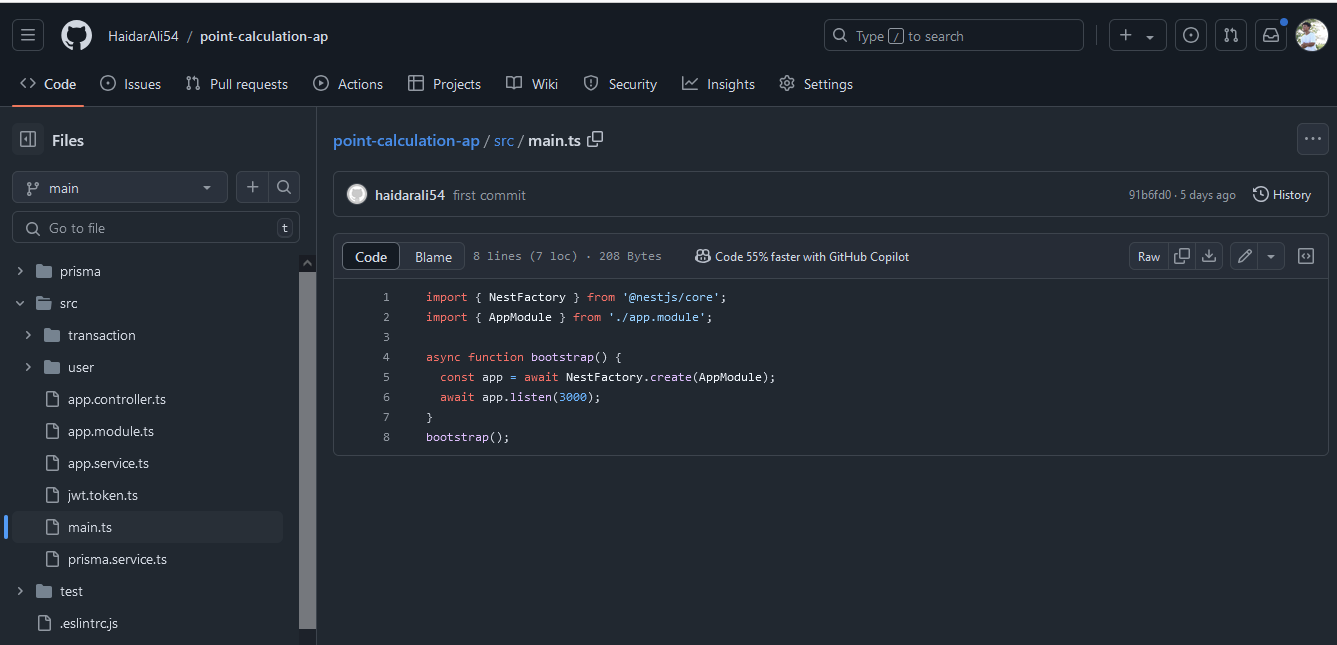 HaidarAli54 / point-calculation-ap
Type / to search
Code Issues Pull requests Actions Projects Wiki Security Insights Settings
Files
main
Go to file t
prisma
src
transaction
user
app.controller.ts
app.module.ts
app.service.ts
jwt.token.ts
main.ts
prisma.service.ts
test
.eslintrc.js
point-calculation-ap / src / main.ts
haidarali54 first commit 91b6fd0 · 5 days ago History
Code Blame 8 lines (7 loc) · 208 Bytes Code 55% faster with GitHub Copilot Raw
1 import { NestFactory } from '@nestjs/core';
2 import { AppModule } from './app.module';
3
4 async function bootstrap() {
5 const app = await NestFactory.create(AppModule);
6 await app.listen(3000);
7 }
8 bootstrap();